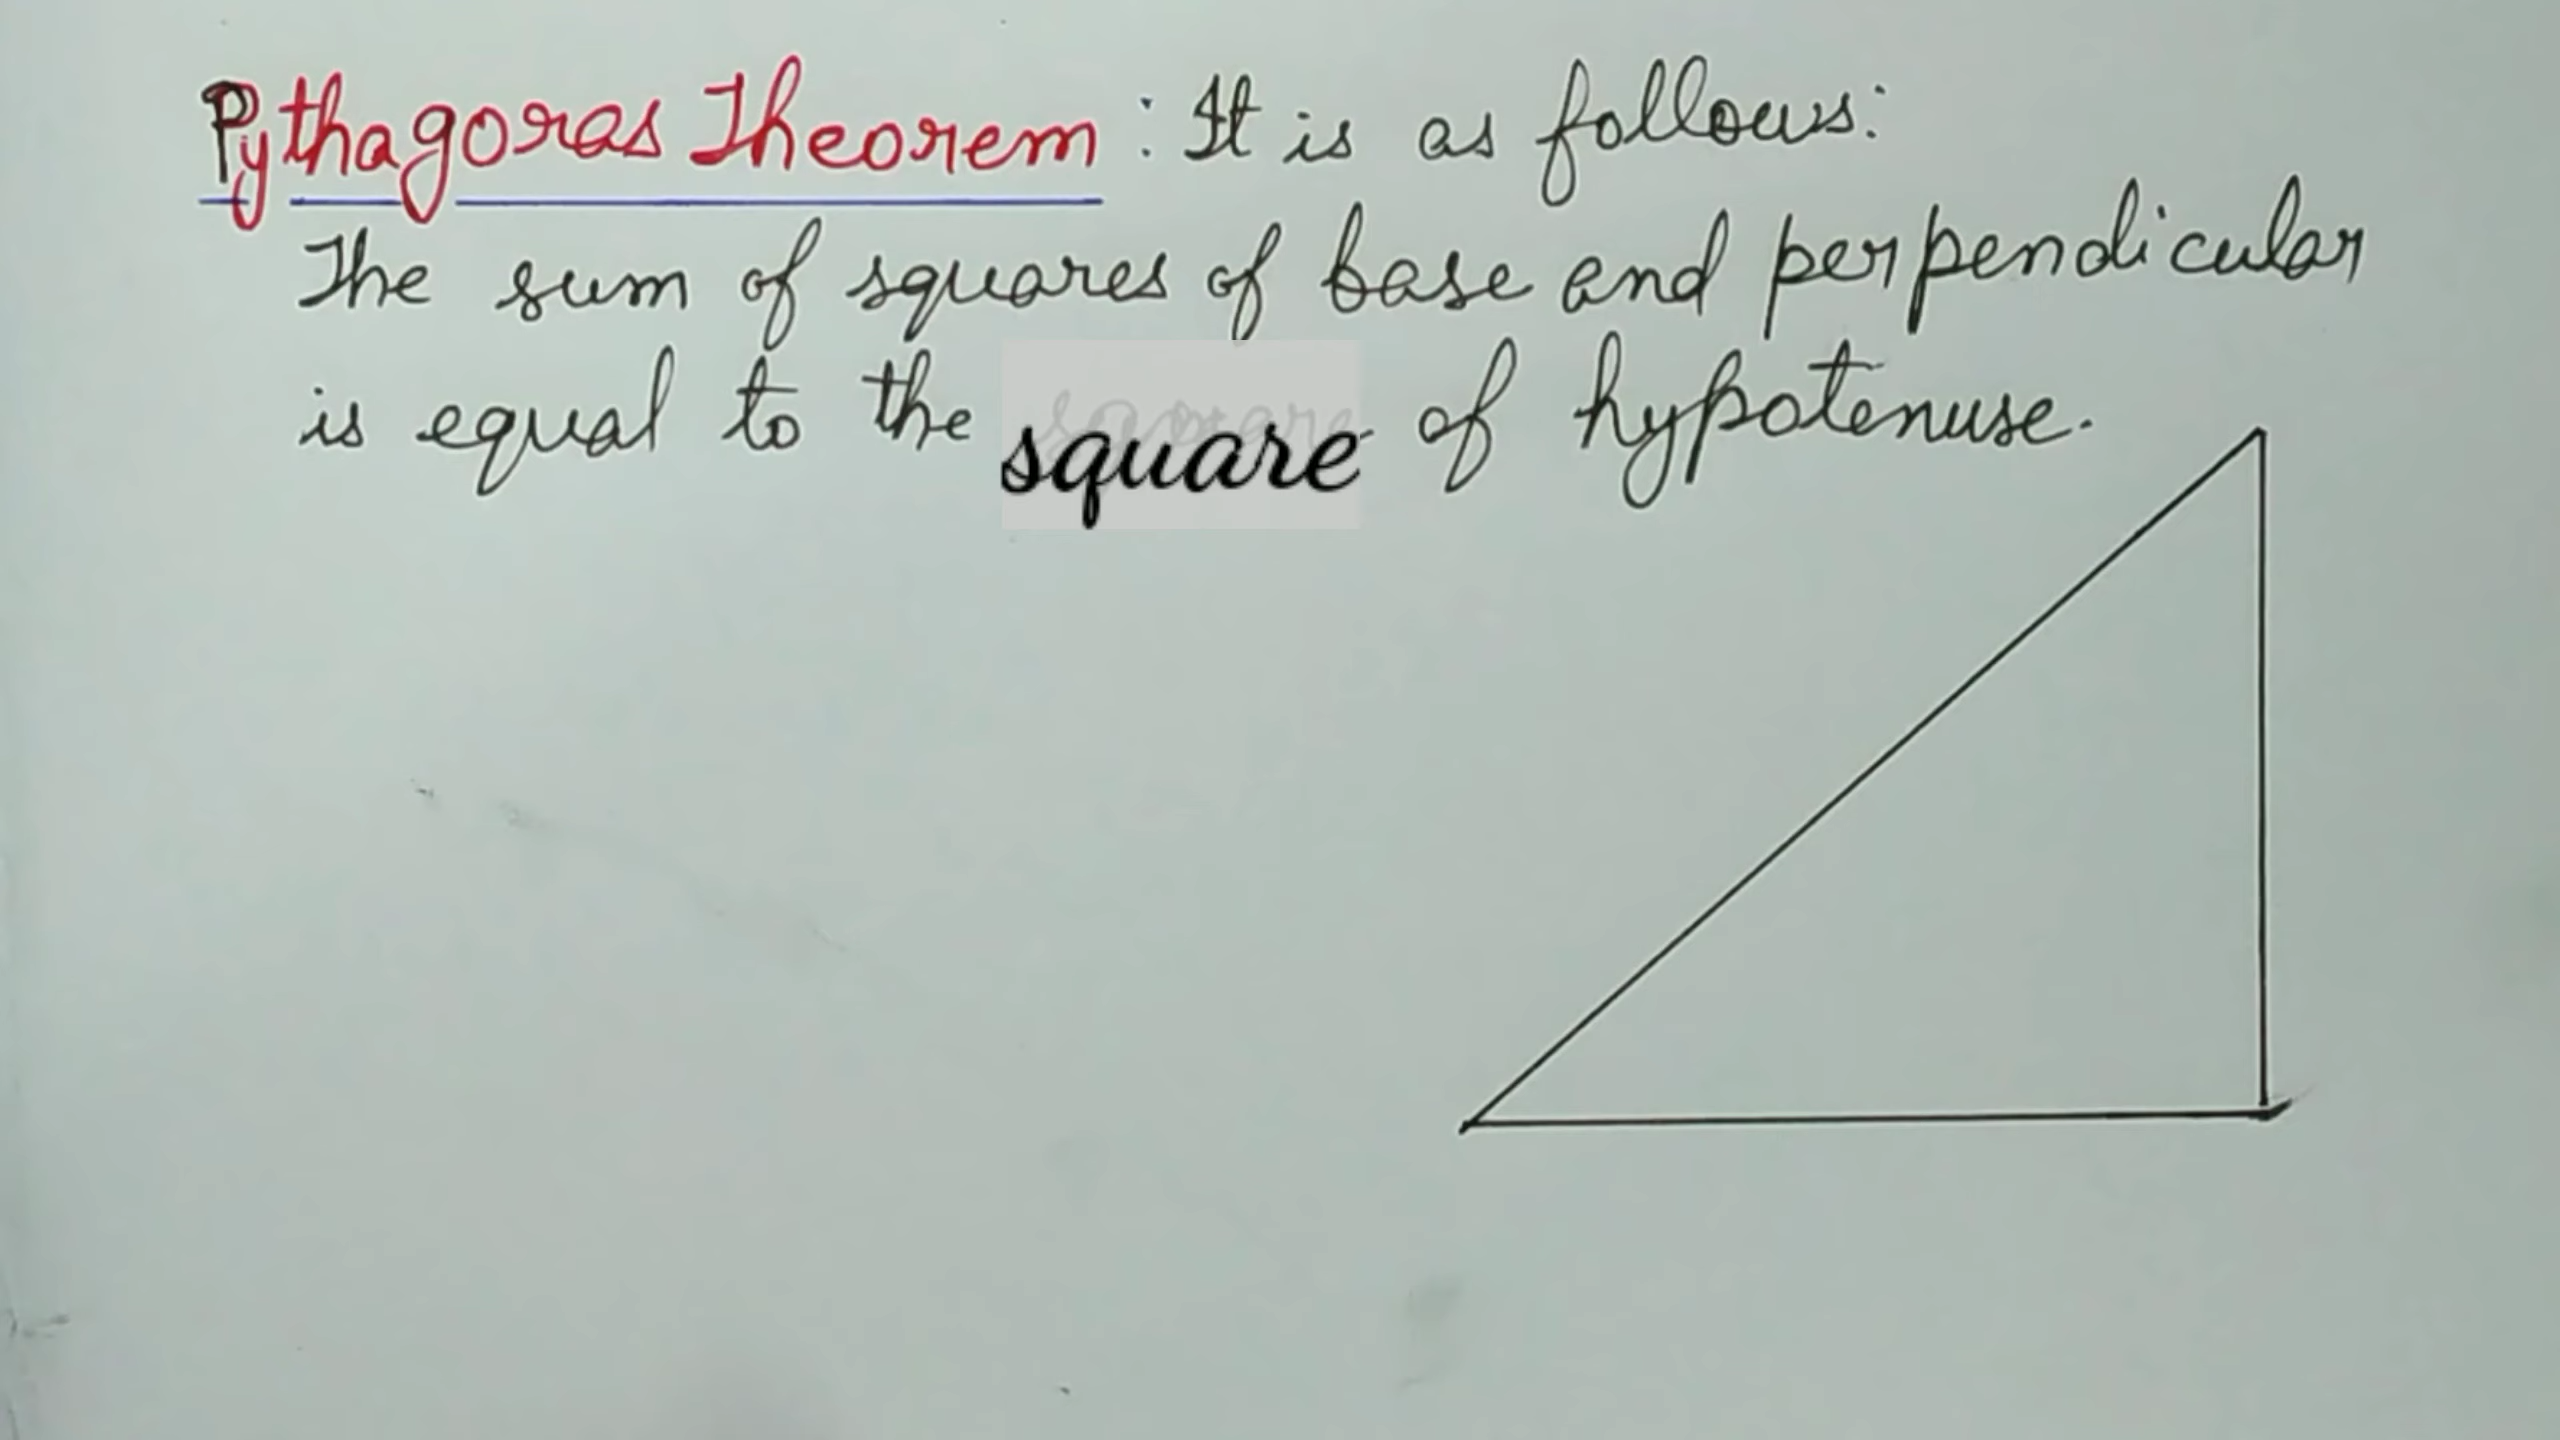 Pythagoras Theorem : It is as follows:
The sum of squares of base and perpendicular
is equal to the square of hypotenuse.